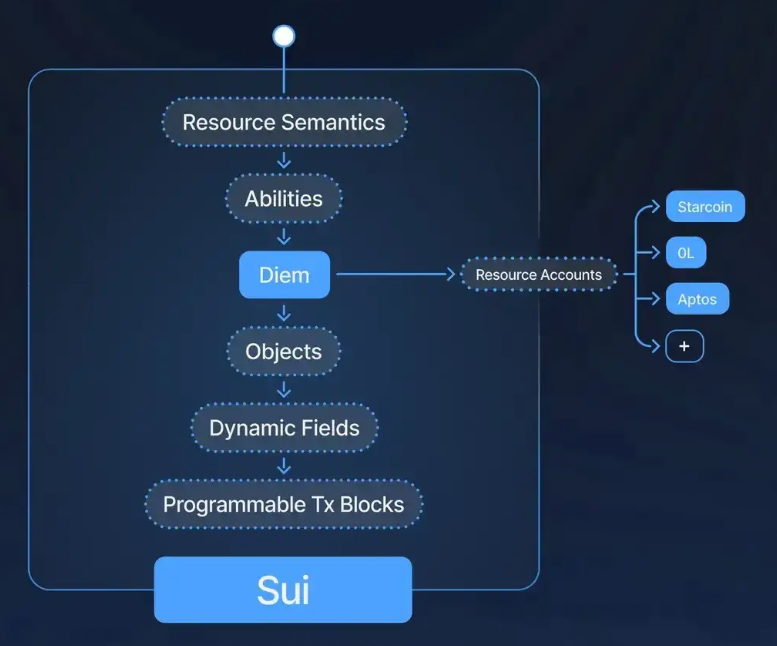 Resource Semantics
Abilities
Diem
Resource Accounts
Starcoin
0L
Aptos
+
Objects
Dynamic Fields
Programmable Tx Blocks
Sui